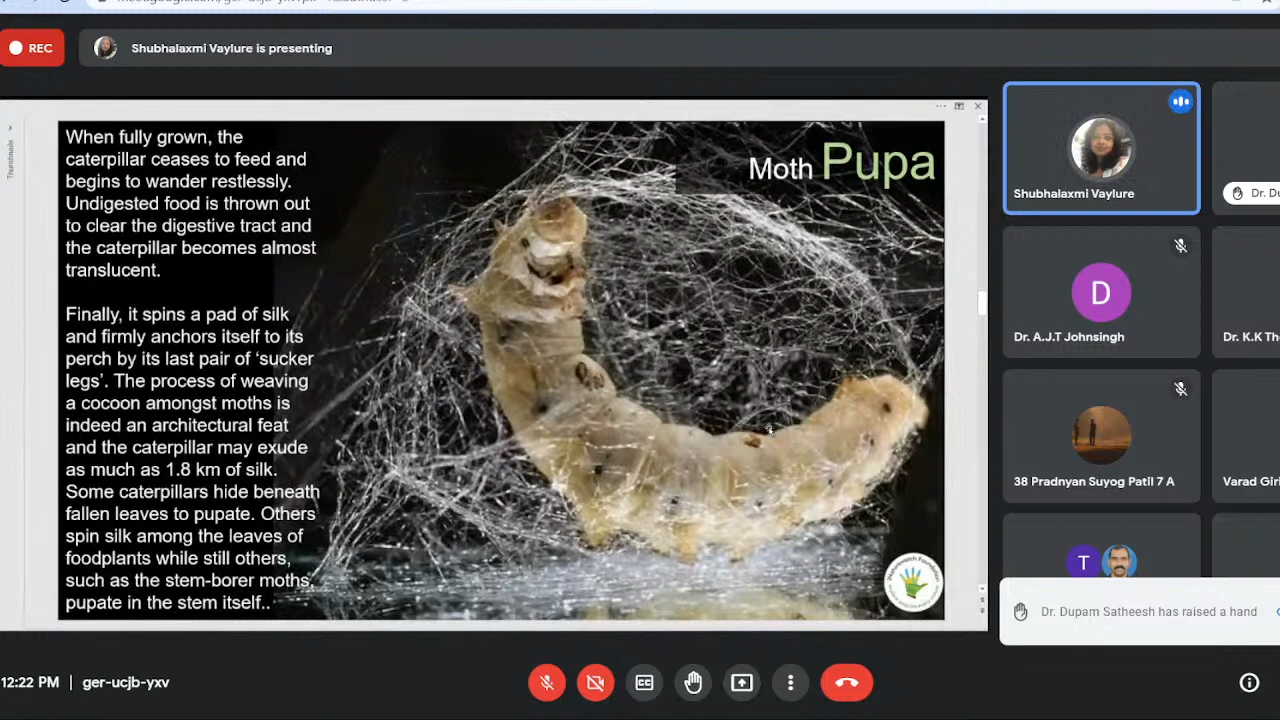 REC
Shubhalaxmi Vaylure is presenting
Thumbnails
When fully grown, the
caterpillar ceases to feed and
begins to wander restlessly.
Undigested food is thrown out
to clear the digestive tract and
the caterpillar becomes almost
translucent.
Finally, it spins a pad of silk
and firmly anchors itself to its
perch by its last pair of ‘sucker
legs’. The process of weaving
a cocoon amongst moths is
indeed an architectural feat
and the caterpillar may exude
as much as 1.8 km of silk.
Some caterpillars hide beneath
fallen leaves to pupate. Others
spin silk among the leaves of
foodplants while still others,
such as the stem-borer moths,
pupate in the stem itself..
Moth Pupa
Shubhalaxmi Vaylure
Dr. Du
D
Dr. A.J.T Johnsingh
Dr. K.K Th
38 Pradnyan Suyog Patil 7 A
Varad Giri
T
Dr. Dupam Satheesh has raised a hand
12:22 PM | ger-ucjb-yxv
CC